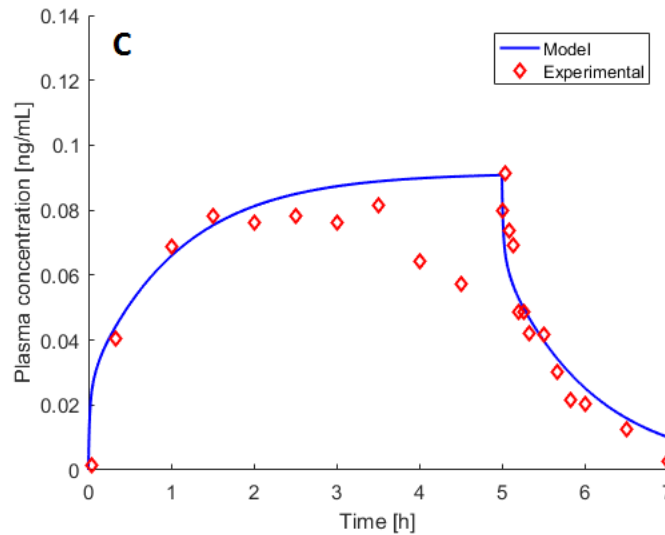 C
Model
Experimental
0.14
0.12
0.1
0.08
0.06
0.04
0.02
0
Plasma concentration [ng/mL]
0 1 2 3 4 5 6 7
Time [h]